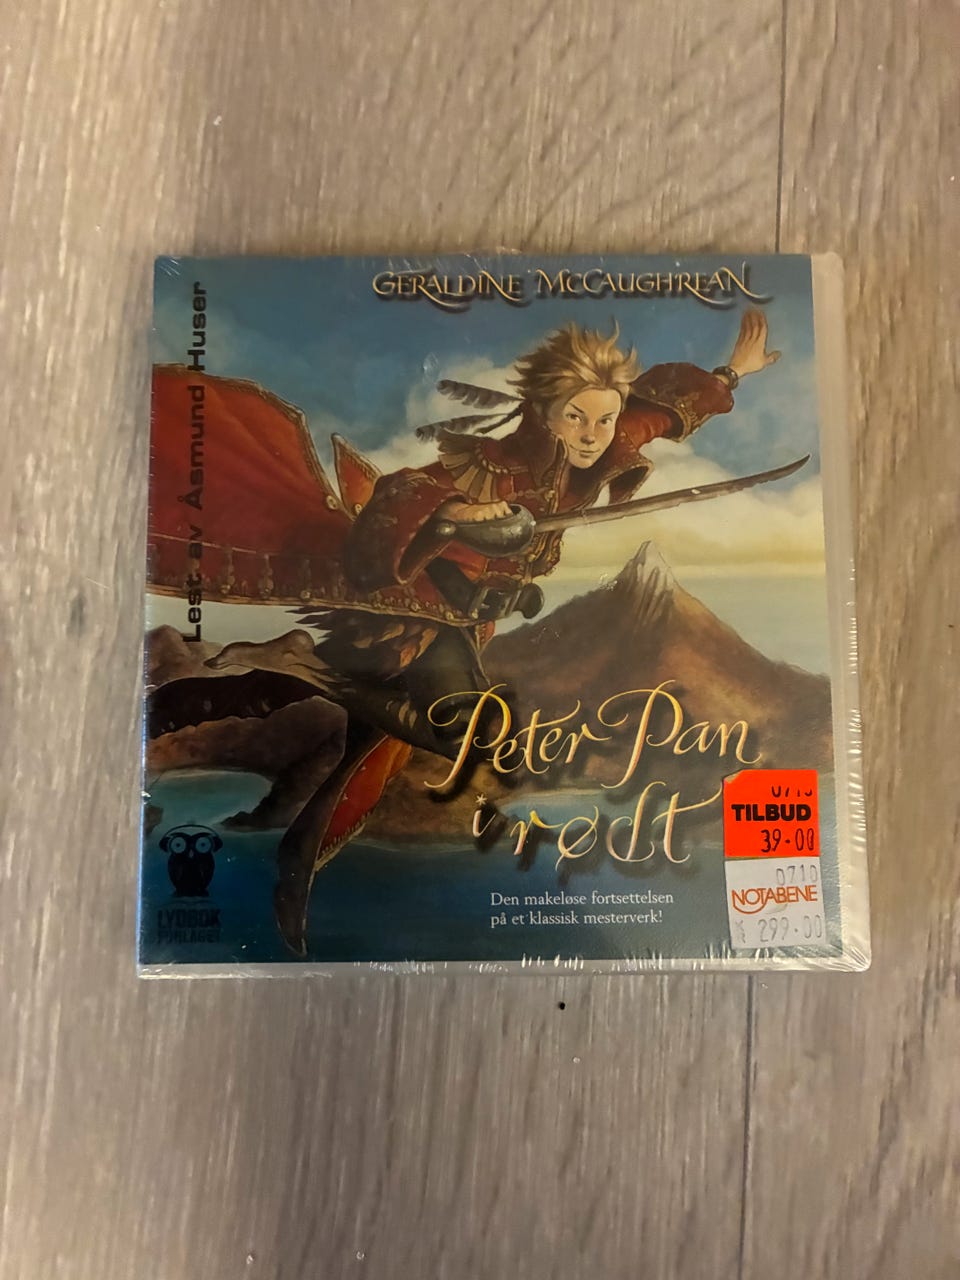 GERALDINE McCAUGHREAN
Lest av Åsmund Huser
Peter Pan
i rødt
Den makeløse fortsettelsen
på et klassisk mesterverk!
LYDBOK
FORLAGET
TILBUD
39.00
0710
NOTABENE
299.00